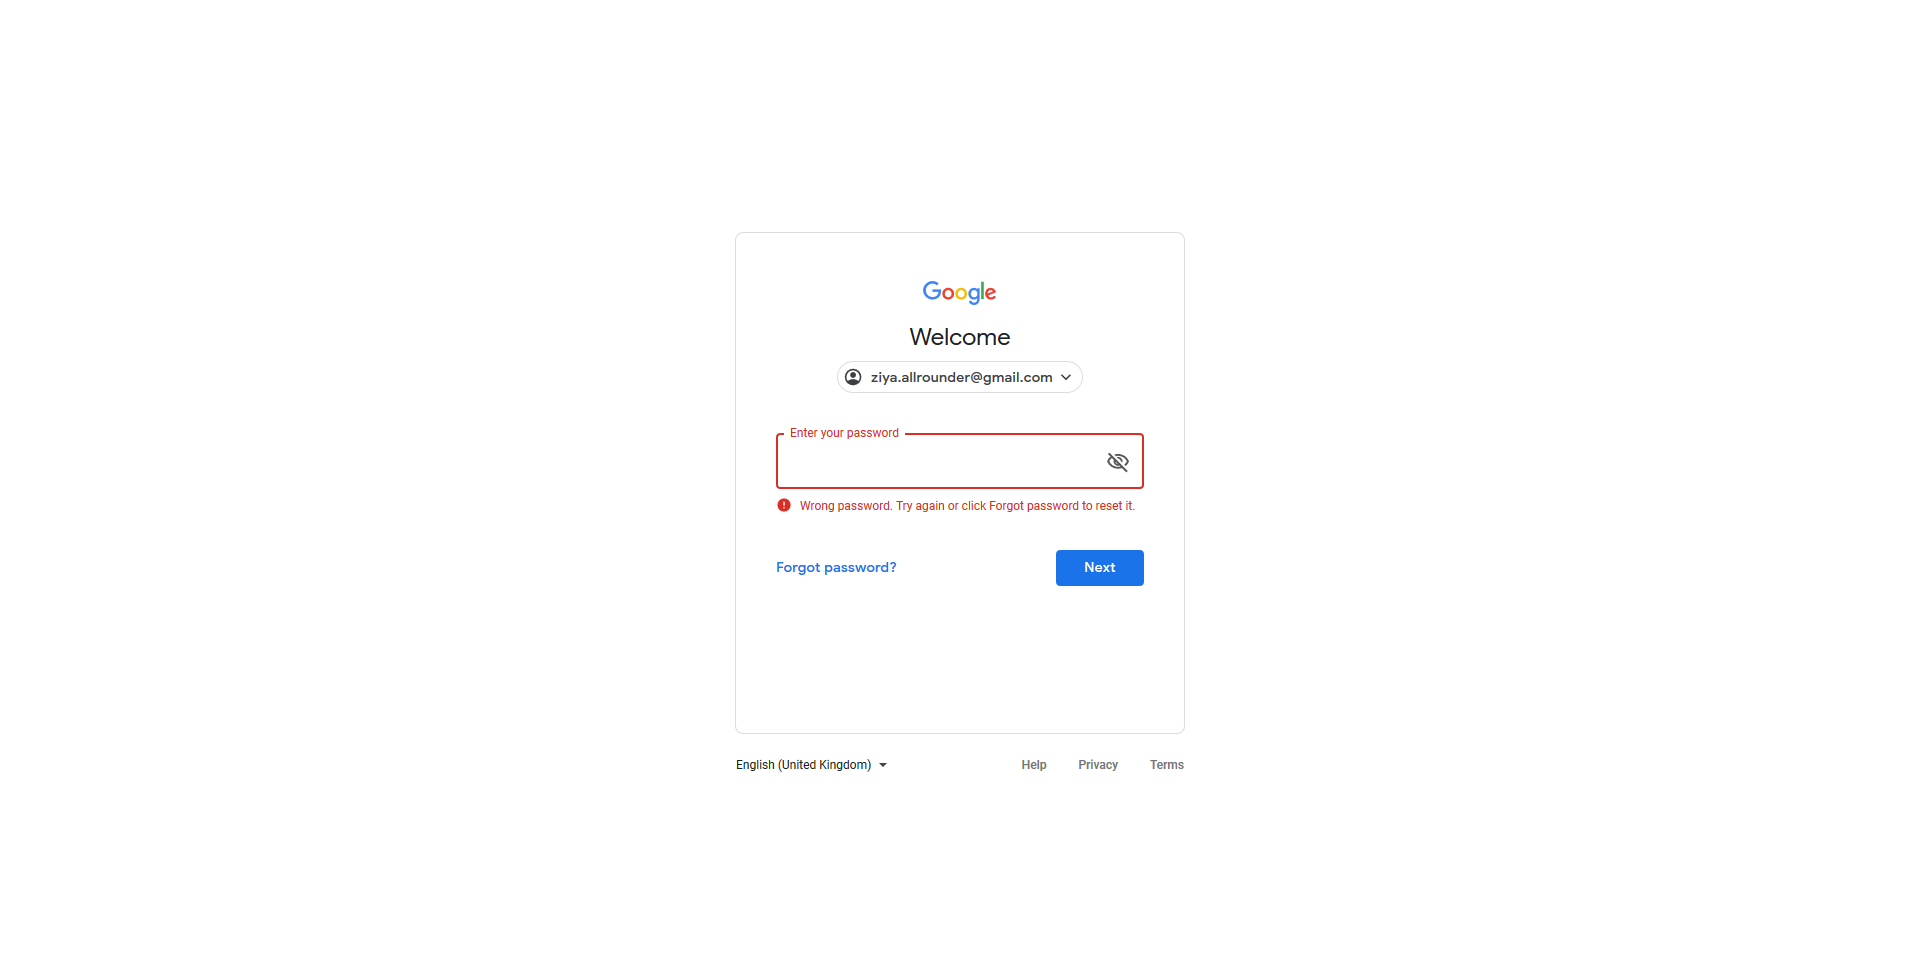 Google
Welcome
ziya.allrounder@gmail.com
Enter your password
Wrong password. Try again or click Forgot password to reset it.
Forgot password?
Next
English (United Kingdom)
Help
Privacy
Terms